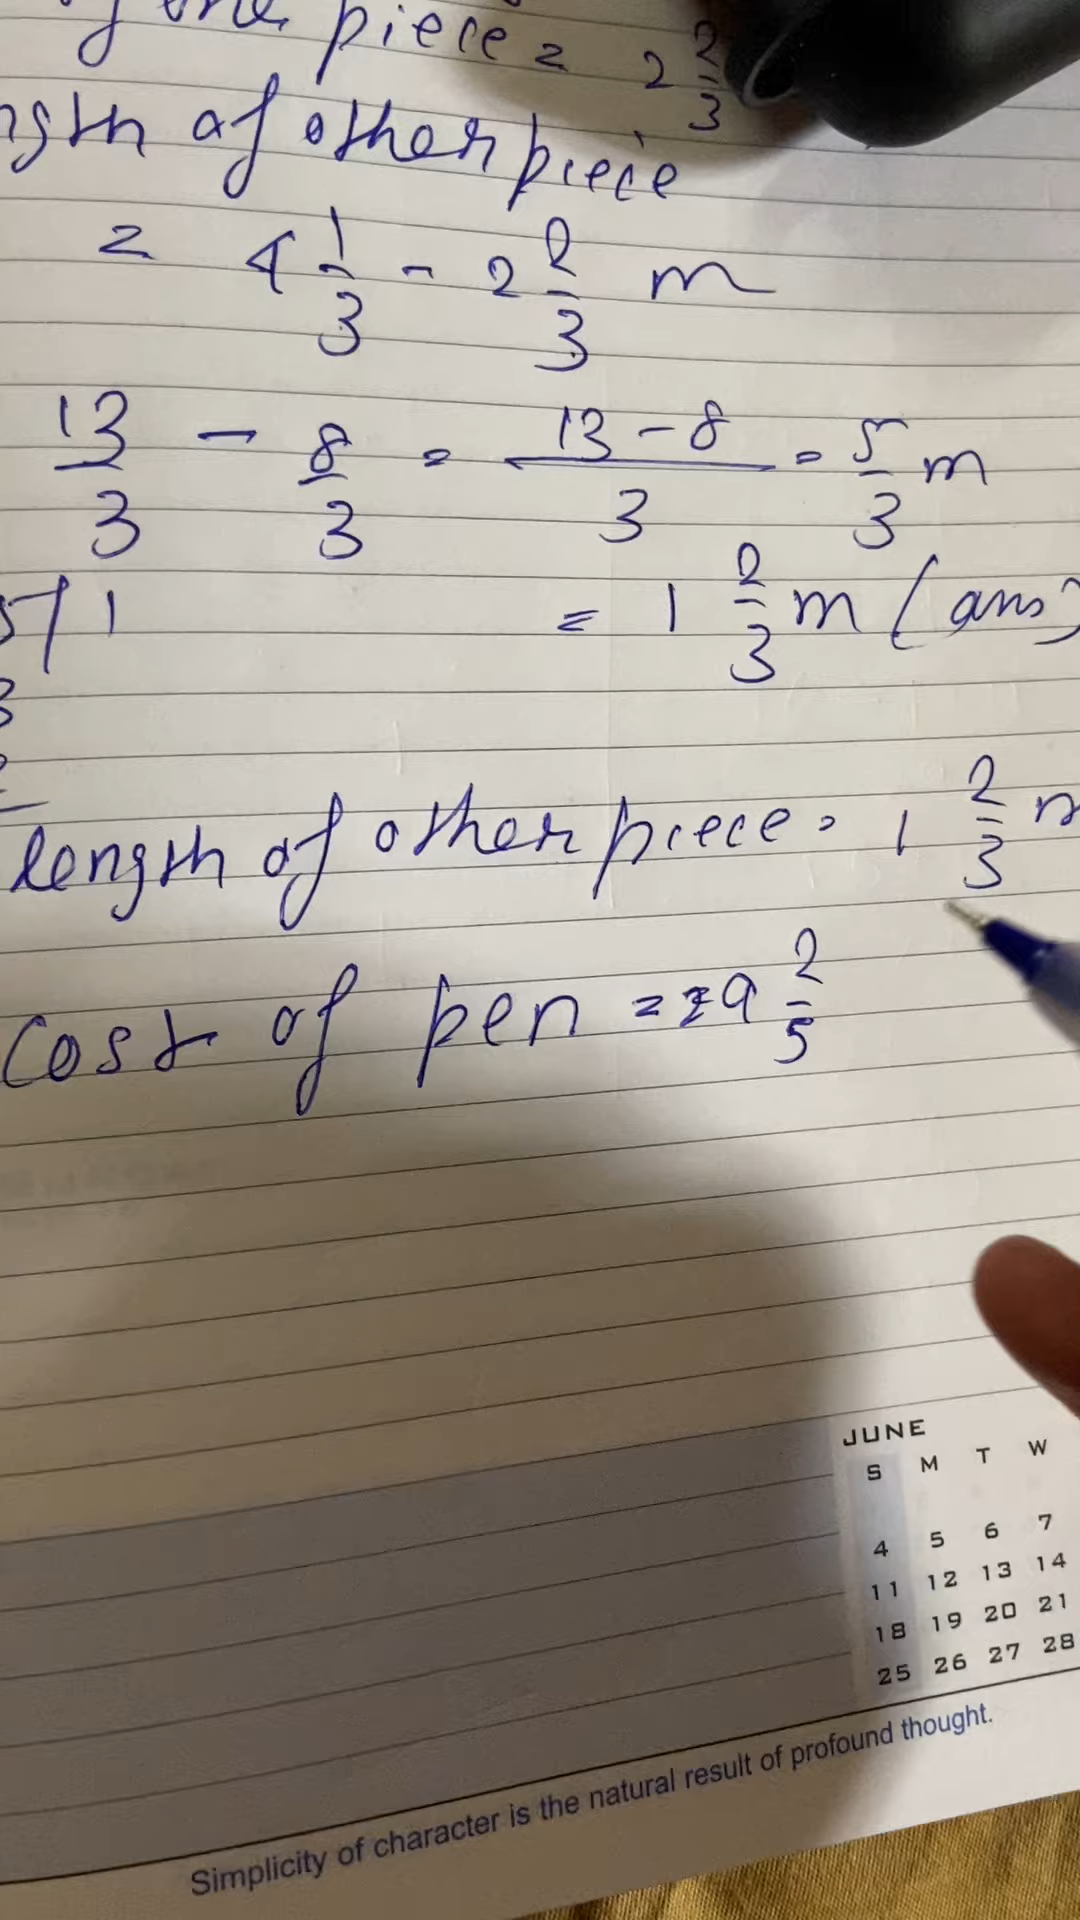 piece = 2 2/3
of other piece
= 4 1/3 - 2 2/3 m
13/3 - 8/3 = 13-8/3 = 5/3 m
1
= 1 2/3 m (ans)
length of other piece = 1 2/3 m
cost of pen = ₹ 9 2/5
JUNE
S M T W
4 5 6 7
11 12 13 14
18 19 20 21
25 26 27 28
Simplicity of character is the natural result of profound thought.